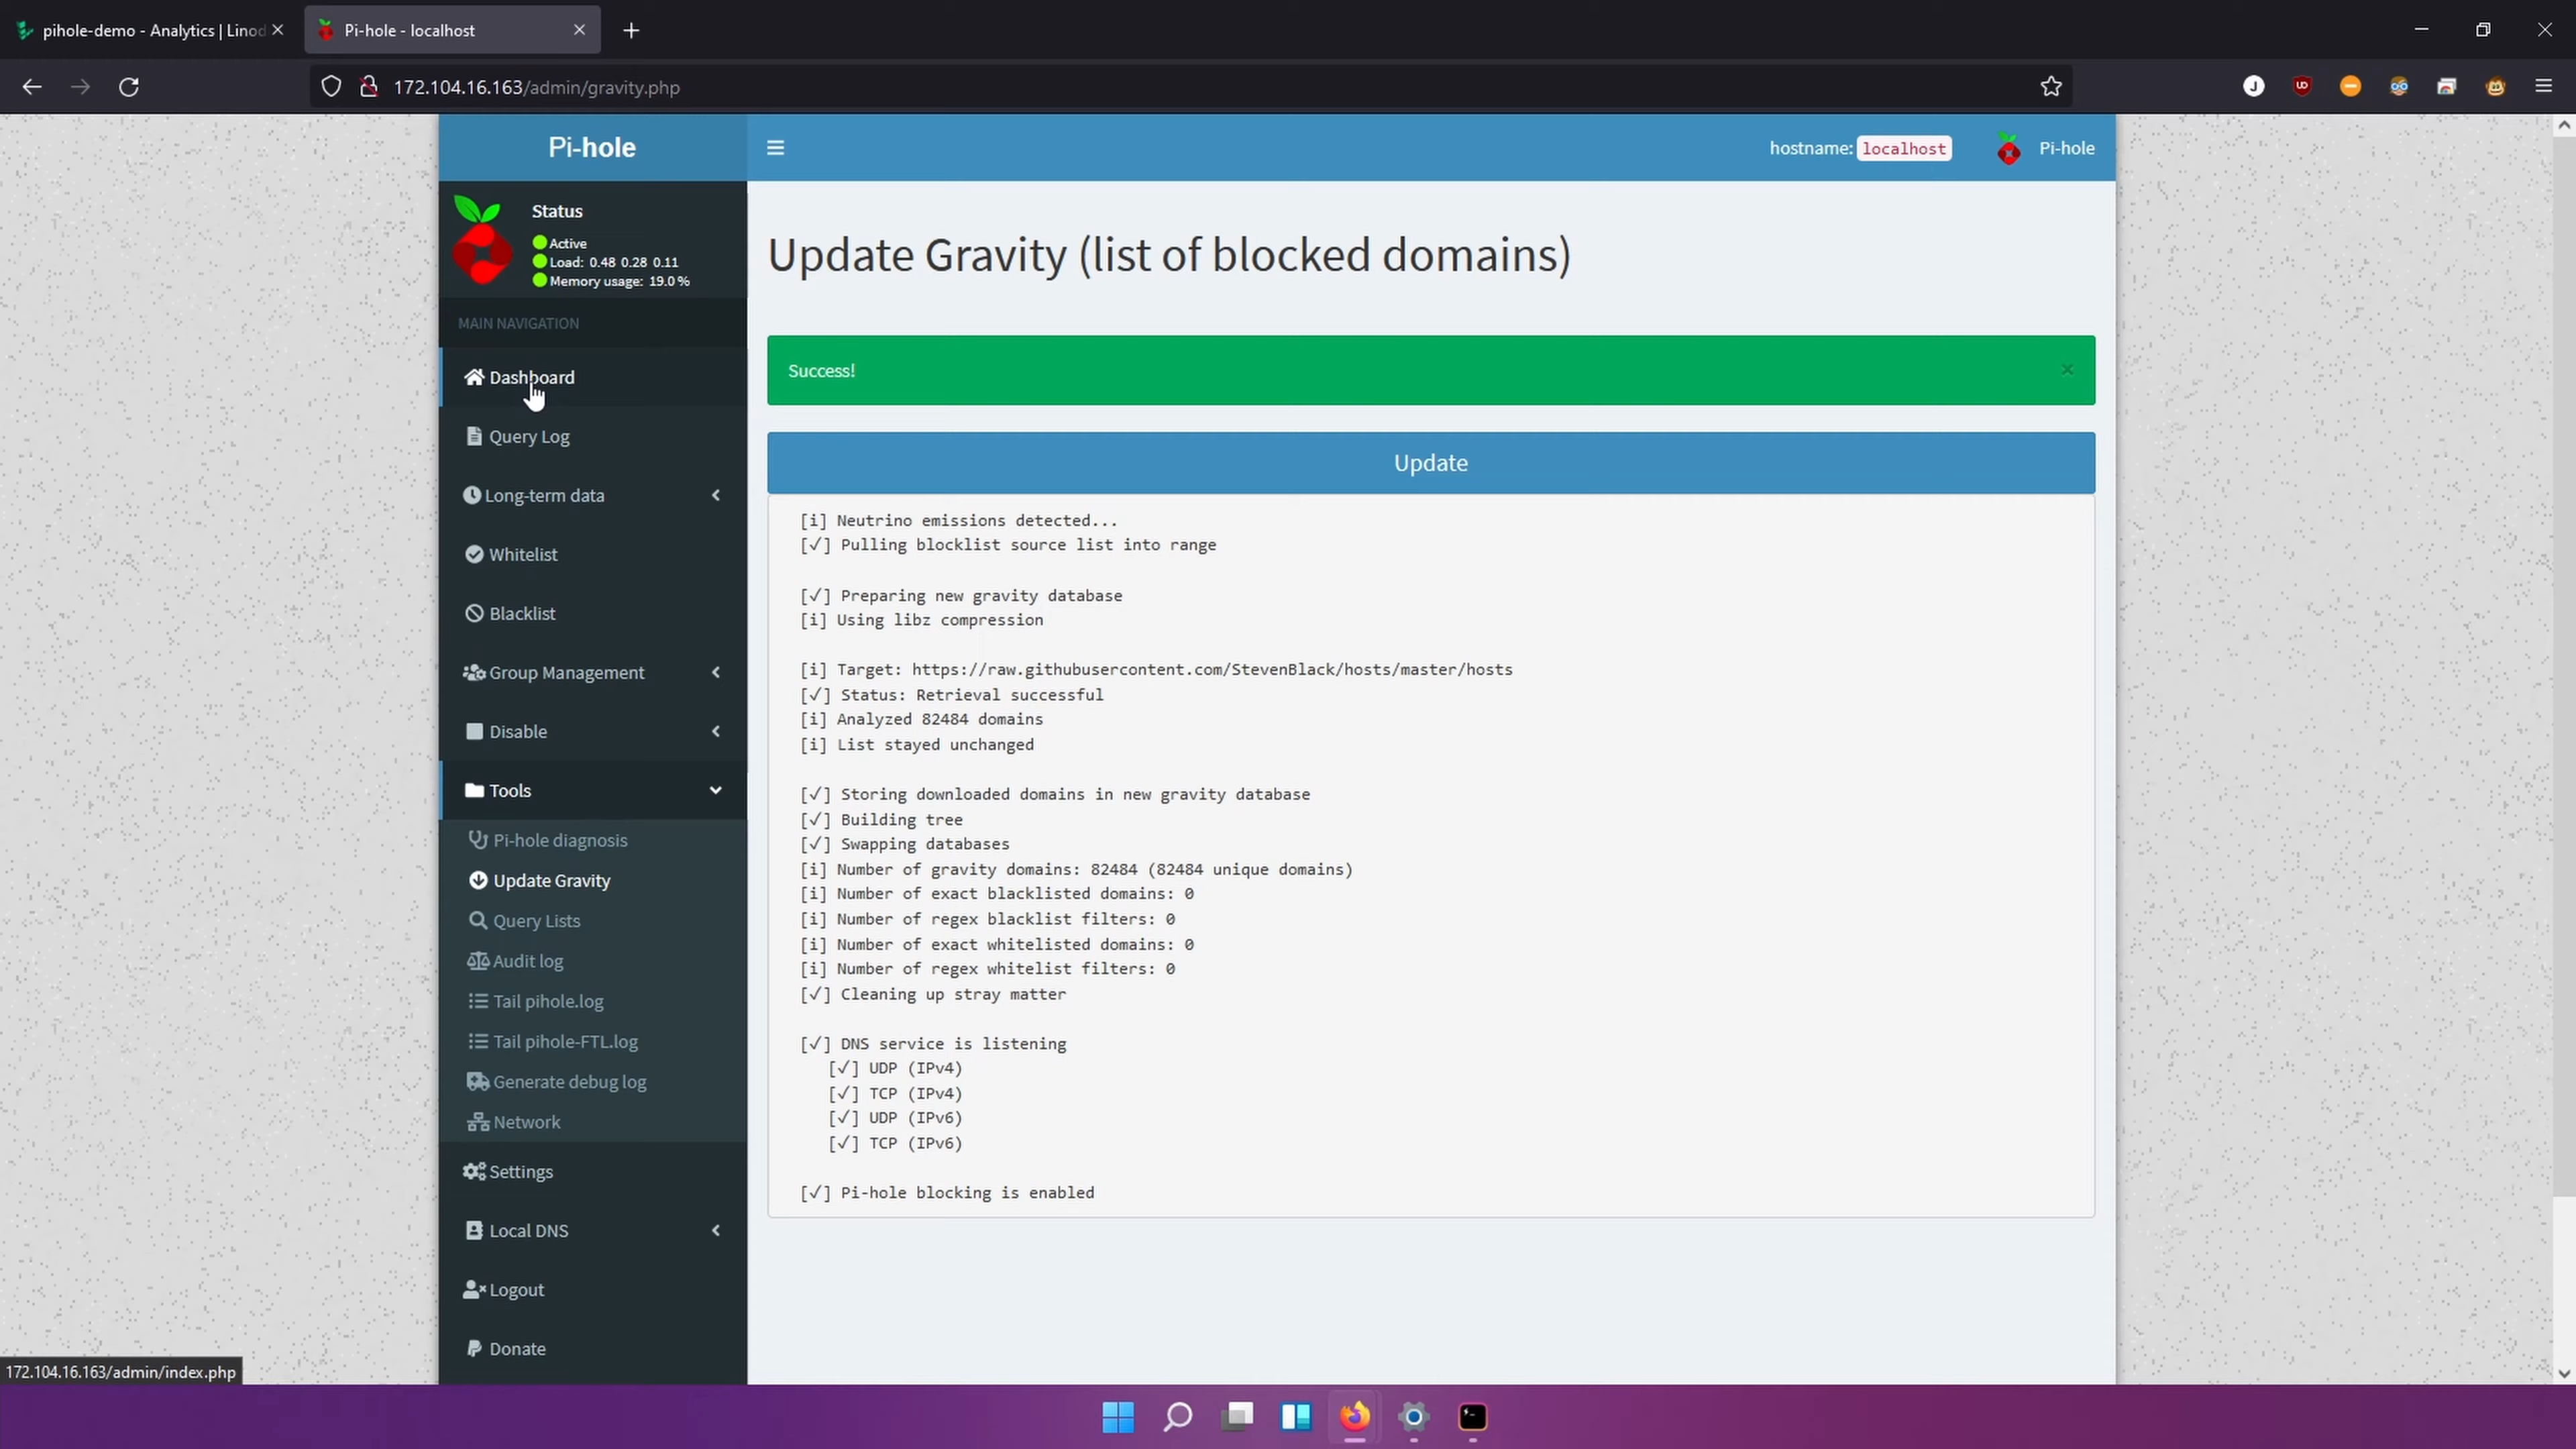 pihole-demo - Analytics | Linod
Pi-hole - localhost
172.104.16.163/admin/gravity.php
J
Pi-hole
hostname: localhost
Pi-hole
Status
Active
Load: 0.48 0.28 0.11
Memory usage: 19.0 %
MAIN NAVIGATION
Dashboard
Query Log
Long-term data
Whitelist
Blacklist
Group Management
Disable
Tools
Pi-hole diagnosis
Update Gravity
Query Lists
Audit log
Tail pihole.log
Tail pihole-FTL.log
Generate debug log
Network
Settings
Local DNS
Logout
Donate
Update Gravity (list of blocked domains)
Success!
×
Update
[i] Neutrino emissions detected...
[✓] Pulling blocklist source list into range
[✓] Preparing new gravity database
[i] Using libz compression
[i] Target: https://raw.githubusercontent.com/StevenBlack/hosts/master/hosts
[✓] Status: Retrieval successful
[i] Analyzed 82484 domains
[i] List stayed unchanged
[✓] Storing downloaded domains in new gravity database
[✓] Building tree
[✓] Swapping databases
[i] Number of gravity domains: 82484 (82484 unique domains)
[i] Number of exact blacklisted domains: 0
[i] Number of regex blacklist filters: 0
[i] Number of exact whitelisted domains: 0
[i] Number of regex whitelist filters: 0
[✓] Cleaning up stray matter
[✓] DNS service is listening
[✓] UDP (IPv4)
[✓] TCP (IPv4)
[✓] UDP (IPv6)
[✓] TCP (IPv6)
[✓] Pi-hole blocking is enabled
172.104.16.163/admin/index.php